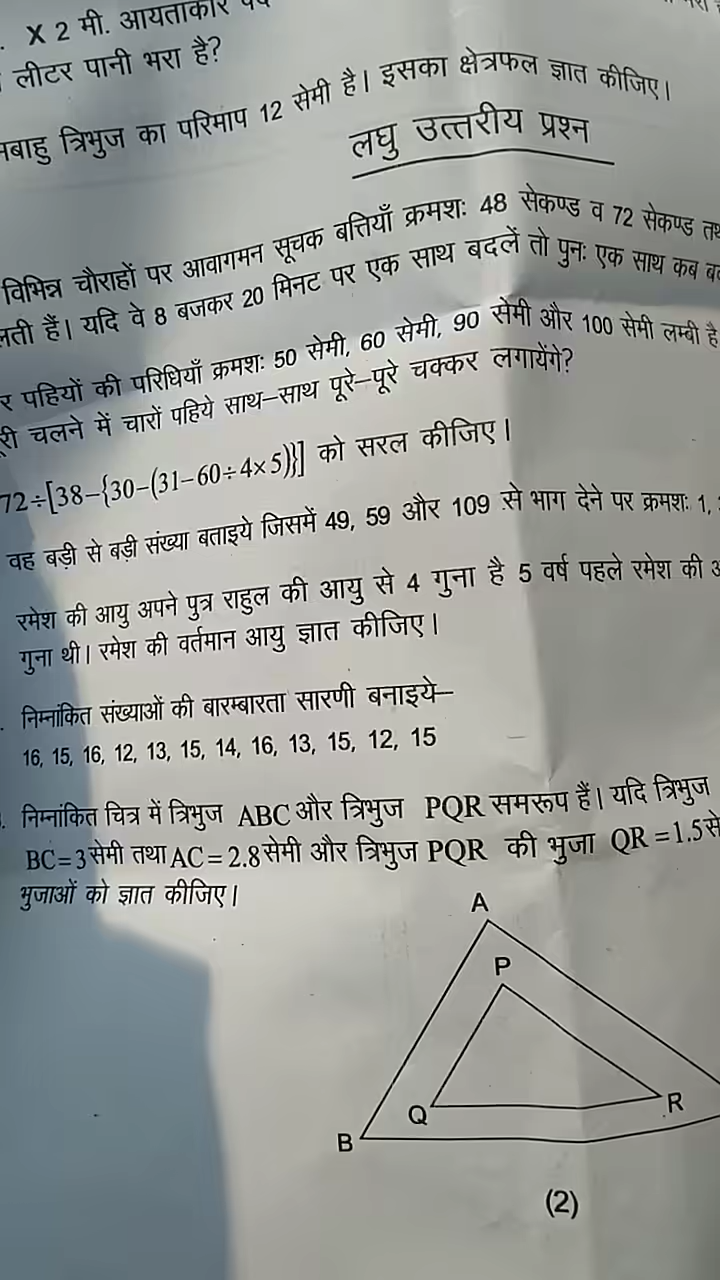 X 2 मी. आयताकार
लीटर पानी भरा है?
त्रिभुज का परिमाप 12 सेमी है। इसका क्षेत्रफल ज्ञात कीजिए।
लघु उत्तरीय प्रश्न
विभिन्न चौराहों पर आवागमन सूचक बत्तियाँ क्रमशः 48 सेकण्ड व 72 सेकण्ड
हैं। यदि वे 8 बजकर 20 मिनट पर एक साथ बदलें तो पुनः एक साथ कब
पहियों की परिधियाँ क्रमशः 50 सेमी, 60 सेमी, 90 सेमी और 100 सेमी लम्बी है
चलने में चारों पहिये साथ–साथ पूरे–पूरे चक्कर लगायेंगे?
72÷[38–{30–(31–60÷4×5)}] को सरल कीजिए।
वह बड़ी से बड़ी संख्या बताइये जिसमें 49, 59 और 109 से भाग देने पर क्रमशः 1,
रमेश की आयु अपने पुत्र राहुल की आयु से 4 गुना है 5 वर्ष पहले रमेश की
गुना थी। रमेश की वर्तमान आयु ज्ञात कीजिए।
निम्नांकित संख्याओं की बारम्बारता सारणी बनाइये–
16, 15, 16, 12, 13, 15, 14, 16, 13, 15, 12, 15
निम्नांकित चित्र में त्रिभुज ABC और त्रिभुज PQR समरूप हैं। यदि त्रिभुज
BC=3 सेमी तथा AC=2.8 सेमी और त्रिभुज PQR की भुजा QR=1.5
भुजाओं को ज्ञात कीजिए।
A
P
Q
R
B
(2)